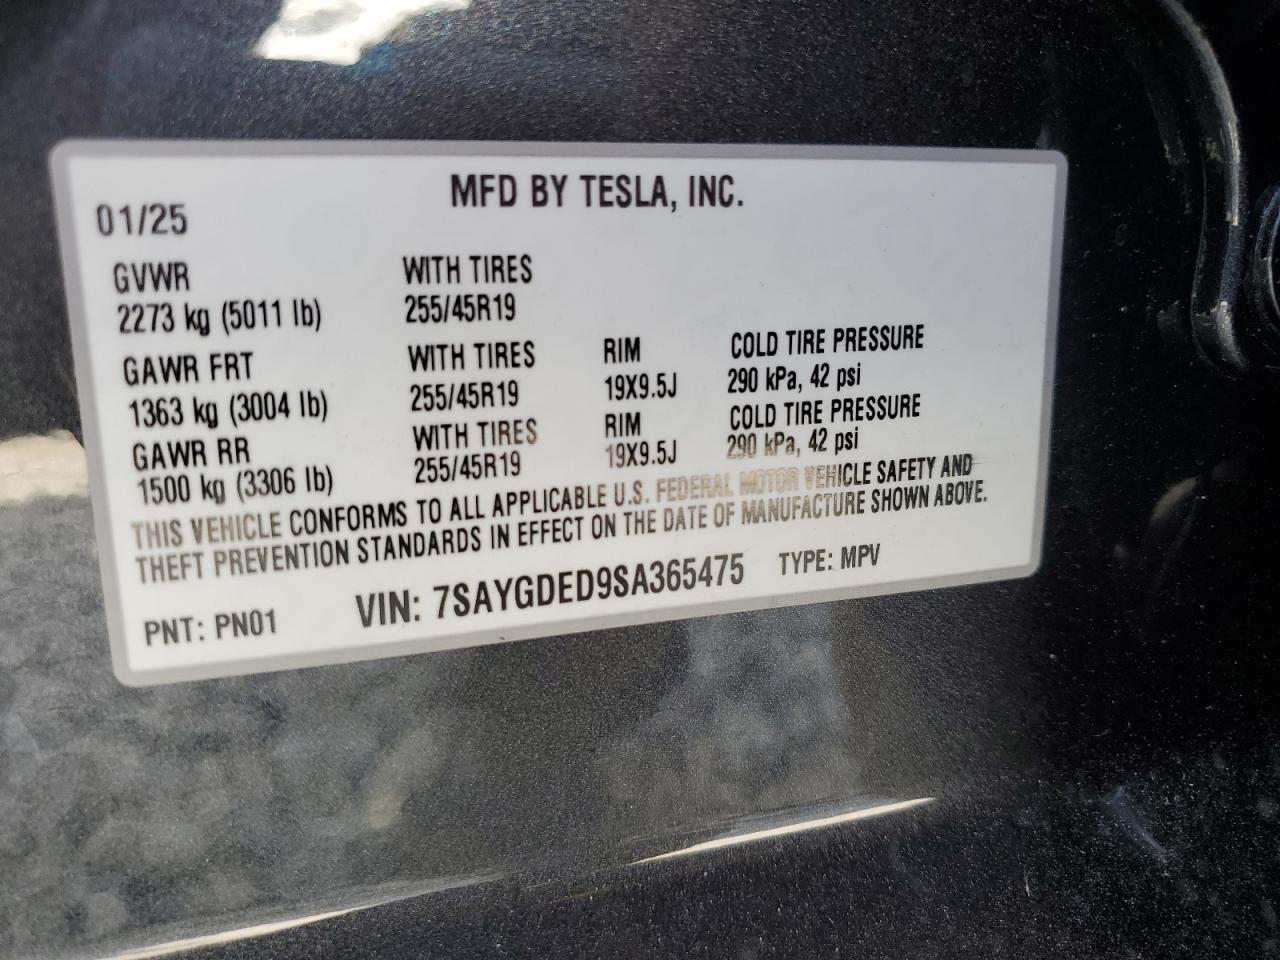 MFD BY TESLA, INC.
01/25
GVWR WITH TIRES
2273 kg (5011 lb) 255/45R19
GAWR FRT WITH TIRES RIM COLD TIRE PRESSURE
1363 kg (3004 lb) 255/45R19 19X9.5J 290 kPa, 42 psi
GAWR RR WITH TIRES RIM COLD TIRE PRESSURE
1500 kg (3306 lb) 255/45R19 19X9.5J 290 kPa, 42 psi
THIS VEHICLE CONFORMS TO ALL APPLICABLE U.S. FEDERAL MOTOR VEHICLE SAFETY AND
THEFT PREVENTION STANDARDS IN EFFECT ON THE DATE OF MANUFACTURE SHOWN ABOVE.
PNT: PN01 VIN: 7SAYGDED9SA365475 TYPE: MPV